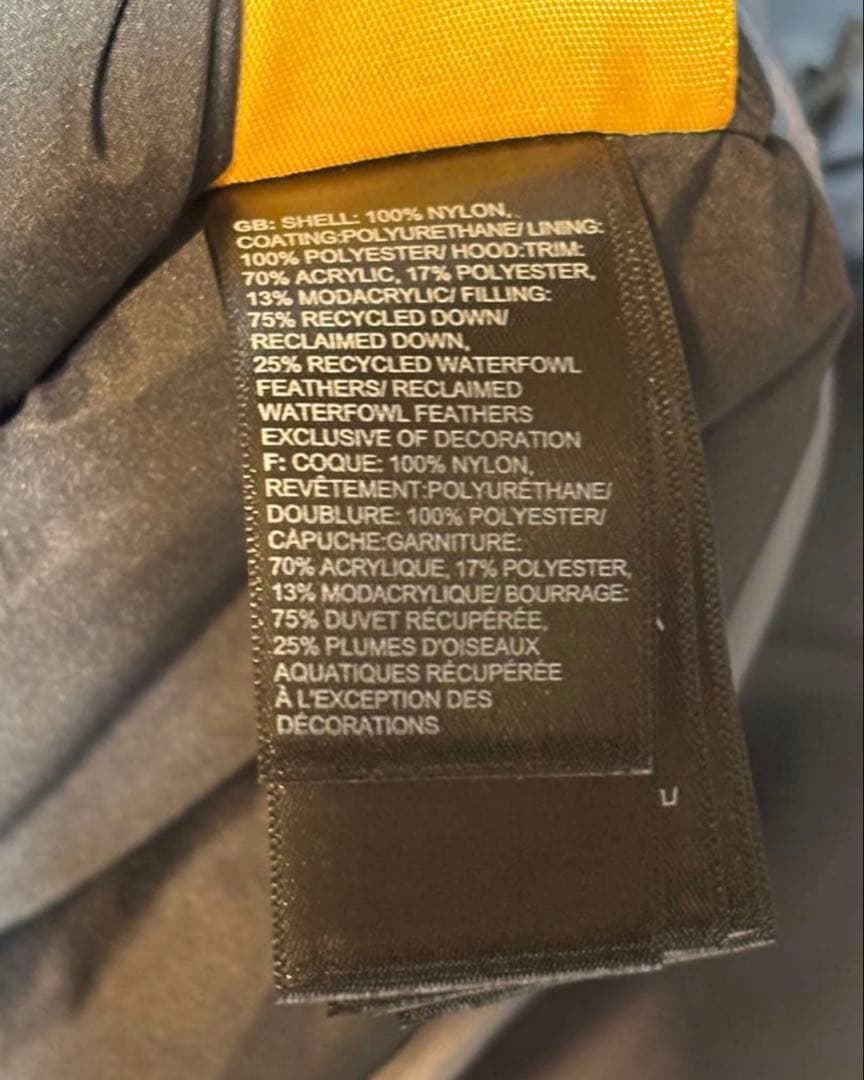 GB: SHELL: 100% NYLON,
COATING:POLYURETHANE/ LINING:
100% POLYESTER/ HOOD:TRIM:
70% ACRYLIC, 17% POLYESTER,
13% MODACRYLIC/ FILLING:
75% RECYCLED DOWN/
RECLAIMED DOWN,
25% RECYCLED WATERFOWL
FEATHERS/ RECLAIMED
WATERFOWL FEATHERS
EXCLUSIVE OF DECORATION
F: COQUE: 100% NYLON,
REVÊTEMENT:POLYURÉTHANE/
DOUBLURE: 100% POLYESTER/
CAPUCHE:GARNITURE:
70% ACRYLIQUE, 17% POLYESTER,
13% MODACRYLIQUE/ BOURRAGE:
75% DUVET RÉCUPÉRÉE,
25% PLUMES D'OISEAUX
AQUATIQUES RÉCUPÉRÉE
À L'EXCEPTION DES
DÉCORATIONS